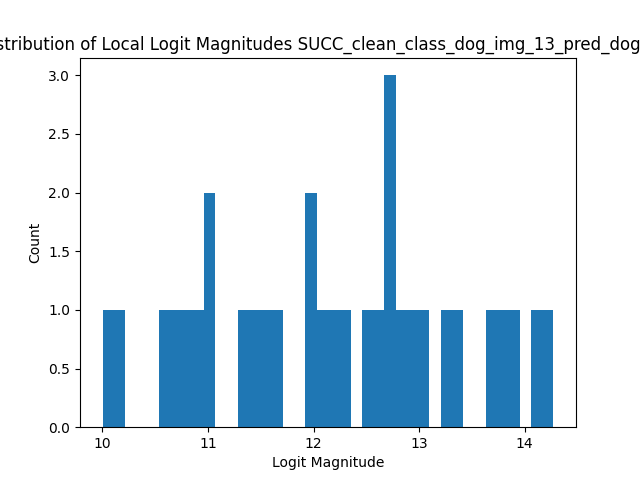 stribution of Local Logit Magnitudes SUCC_clean_class_dog_img_13_pred_dog
3.0
2.5
2.0
1.5
1.0
0.5
0.0
Count
10 11 12 13 14
Logit Magnitude